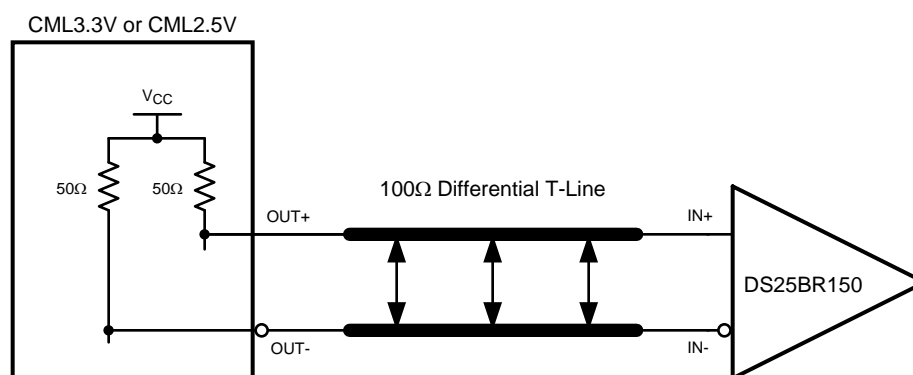 CML3.3V or CML2.5V
VCC
50Ω
50Ω
100Ω Differential T-Line
OUT+
IN+
DS25BR150
OUT-
IN-